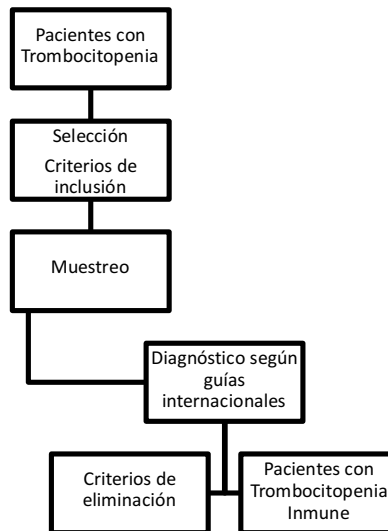 Pacientes con
Trombocitopenia
Selección
Criterios de
inclusión
Muestreo
Diagnóstico según
guías
internacionales
Criterios de
eliminación
Pacientes con
Trombocitopenia
Inmune